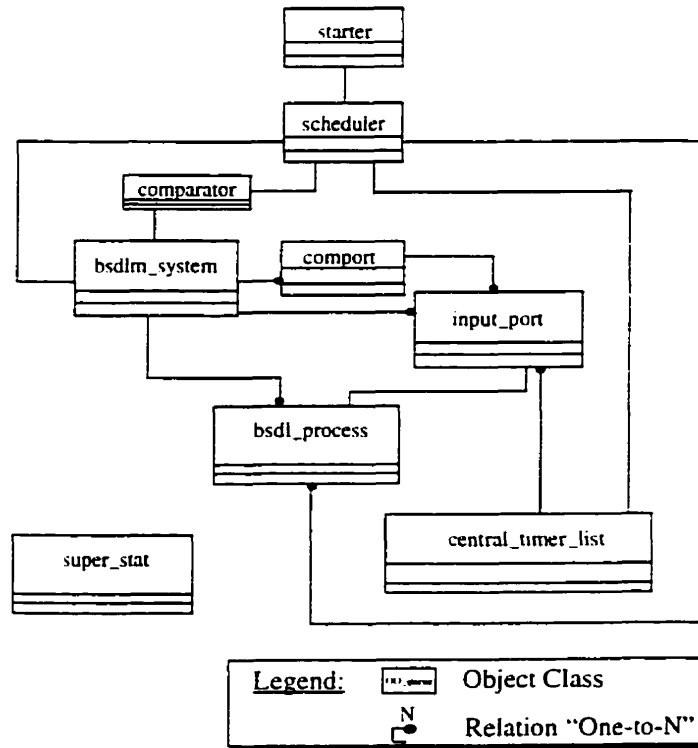 starter
scheduler
comparator
bsdlm_system
comport
input_port
bsdl_process
central_timer_list
super_stat
Legend:
Object Class
N
Relation "One-to-N"